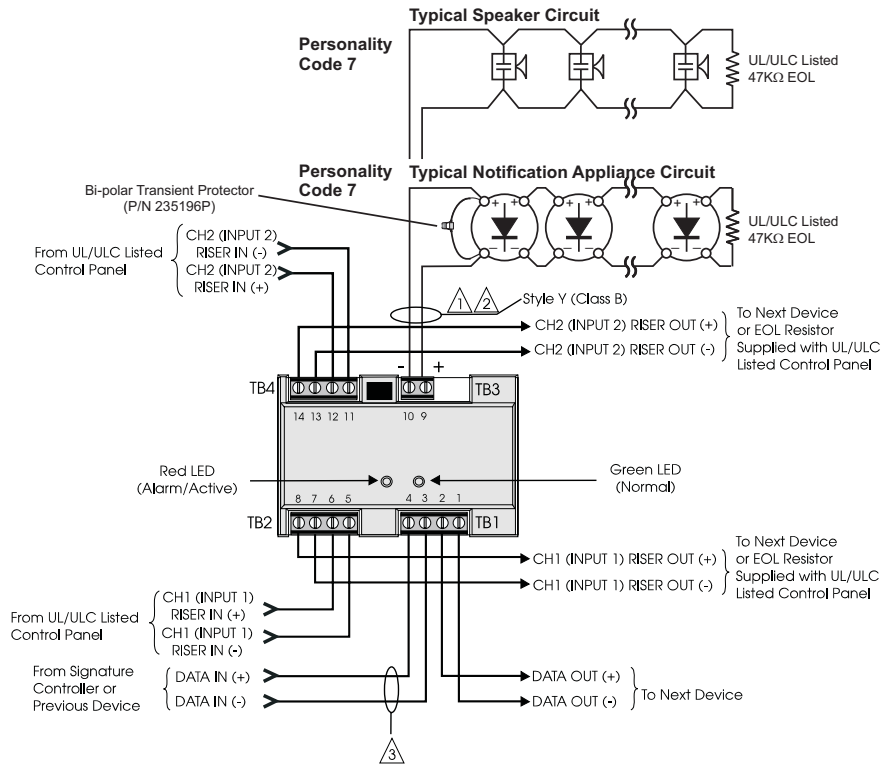 Typical Speaker Circuit
Personality
Code 7
UL/ULC Listed
47KΩ EOL
Personality
Code 7
Typical Notification Appliance Circuit
Bi-polar Transient Protector
(P/N 235196P)
+ + + + + +
– – –
UL/ULC Listed
47KΩ EOL
From UL/ULC Listed
Control Panel
CH2 (INPUT 2)
RISER IN (-)
CH2 (INPUT 2)
RISER IN (+)
1 2
Style Y (Class B)
CH2 (INPUT 2) RISER OUT (+)
CH2 (INPUT 2) RISER OUT (-)
To Next Device
or EOL Resistor
Supplied with UL/ULC
Listed Control Panel
- +
TB4
TB3
14 13 12 11
10 9
Red LED
(Alarm/Active)
Green LED
(Normal)
8 7 6 5
4 3 2 1
TB2
TB1
CH1 (INPUT 1) RISER OUT (+)
CH1 (INPUT 1) RISER OUT (-)
To Next Device
or EOL Resistor
Supplied with UL/ULC
Listed Control Panel
From UL/ULC Listed
Control Panel
CH1 (INPUT 1)
RISER IN (+)
CH1 (INPUT 1)
RISER IN (-)
From Signature
Controller or
Previous Device
DATA IN (+)
DATA IN (-)
DATA OUT (+)
DATA OUT (-)
To Next Device
3